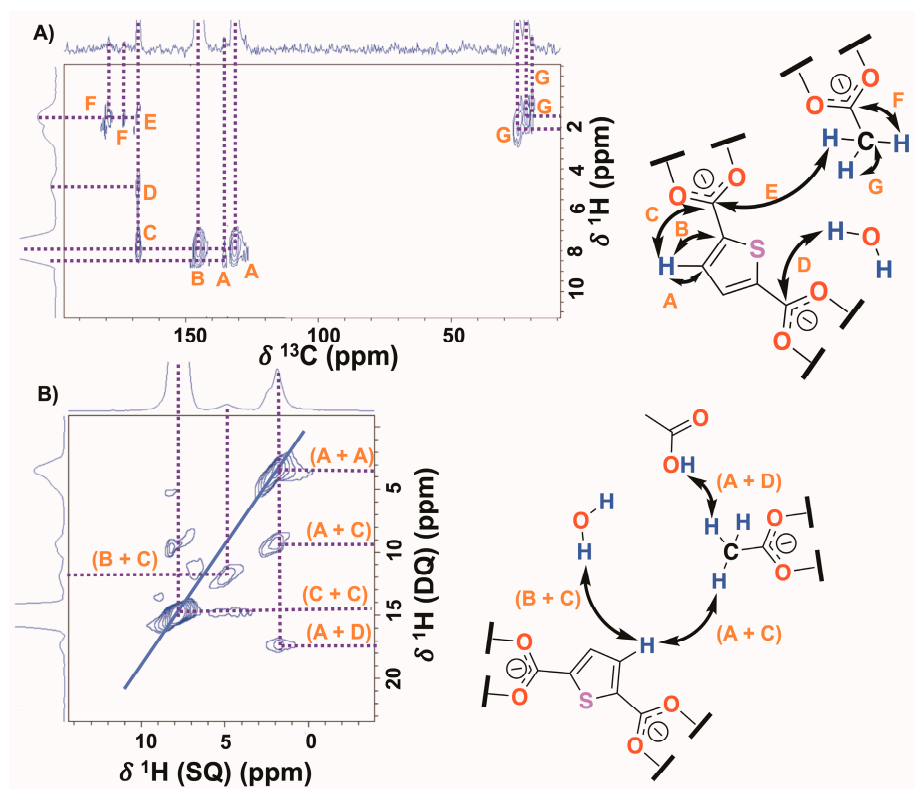 A)
F
F
E
D
C
B
A
A
G
G
G
2
4
6
8
10
δ ¹H (ppm)
150
100
50
δ ¹³C (ppm)
O
O
F
H
C
H
H
G
E
O
O
C
B
H
A
S
D
H
O
H
O
O
B)
(A + A)
(A + C)
(B + C)
(C + C)
(A + D)
5
10
15
20
δ ¹H (DQ) (ppm)
10
5
0
δ ¹H (SQ) (ppm)
O
OH
(A + D)
H
H
C
H
O
O
O
H
H
(B + C)
(A + C)
H
O
O
S
O
O